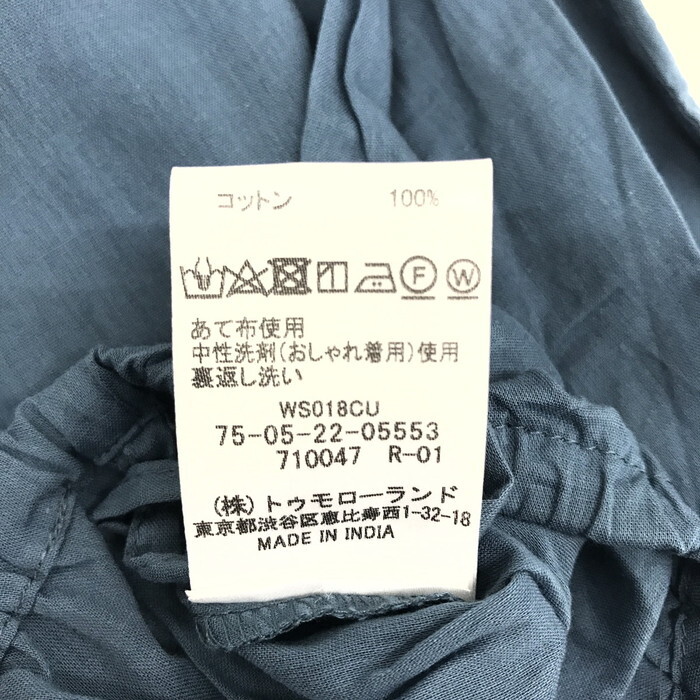 コットン 100%
F W
あて布使用
中性洗剤(おしゃれ着用)使用
裏返し洗い
WS018CU
75-05-22-05553
710047 R-01
(株)トゥモローランド
東京都渋谷区恵比寿西1-32-18
MADE IN INDIA